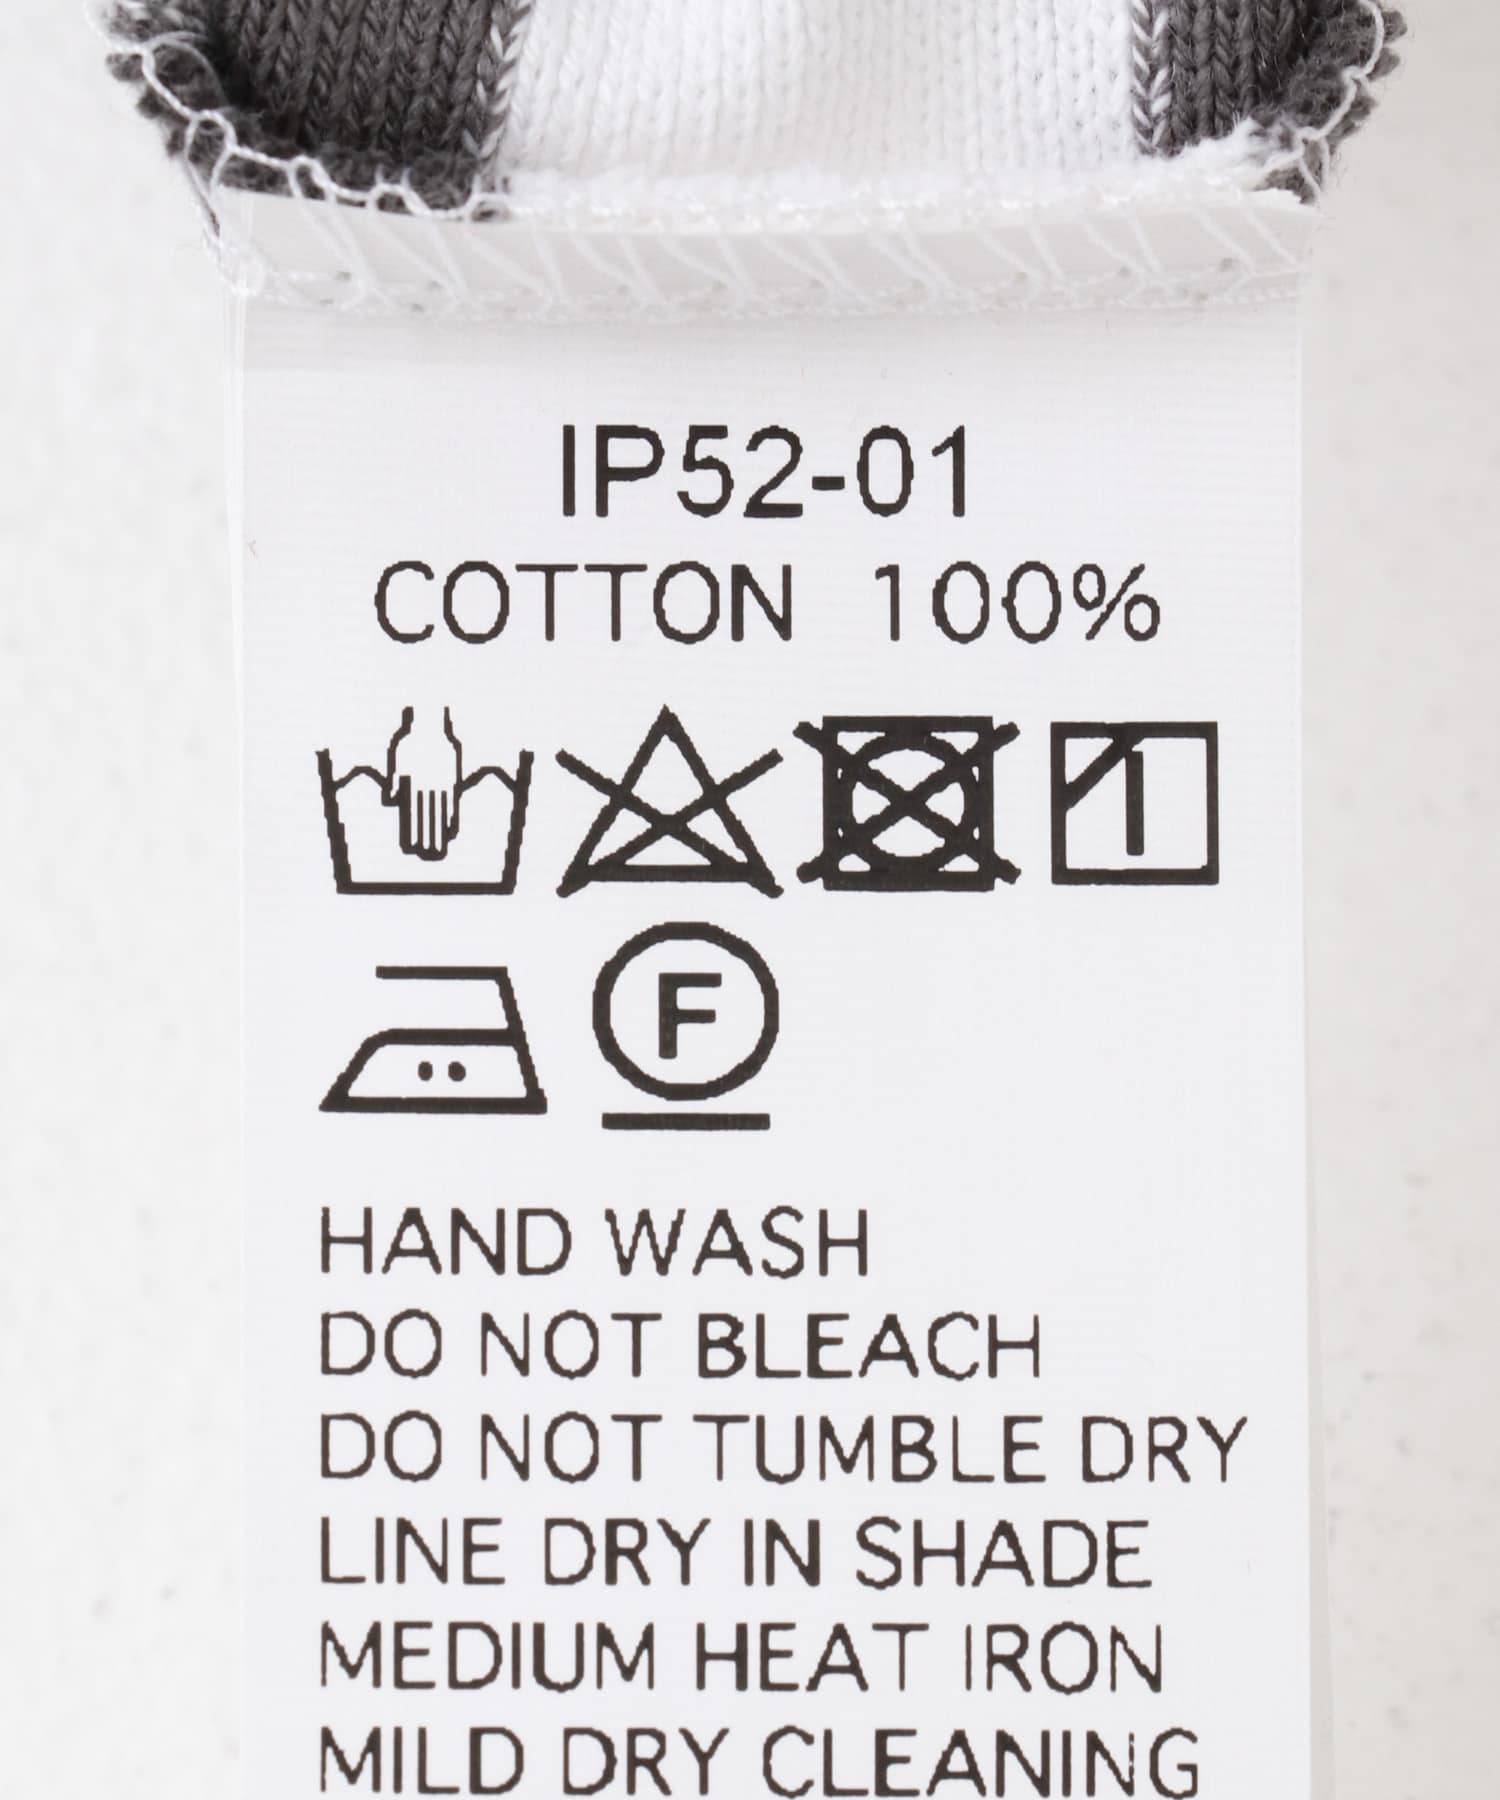 IP52-01
COTTON 100%
F
HAND WASH
DO NOT BLEACH
DO NOT TUMBLE DRY
LINE DRY IN SHADE
MEDIUM HEAT IRON
MILD DRY CLEANING